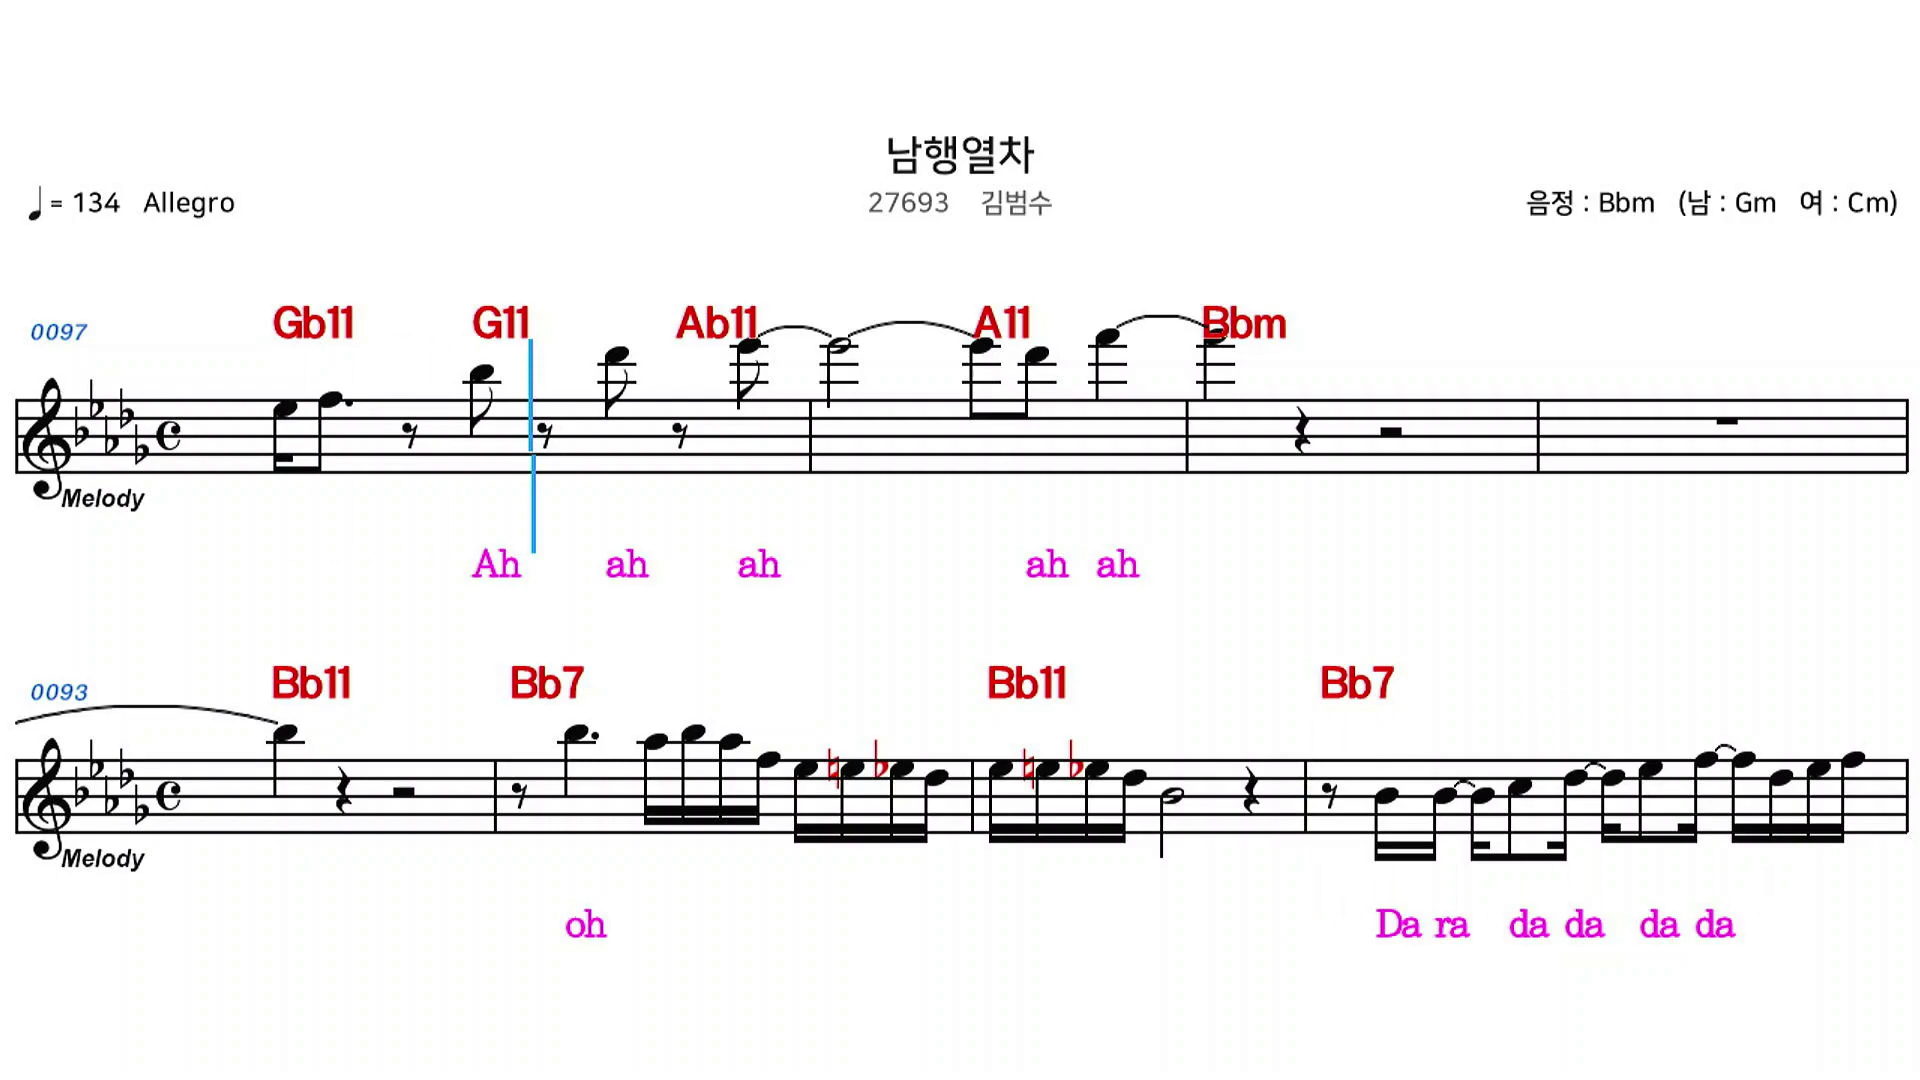 남행열차
= 134 Allegro 27693 김범수 음정 : Bbm (남 : Gm 여 : Cm)
0097 Gb11 G11 Ab11 A11 Bbm
Melody
Ah ah ah ah ah
0093 Bb11 Bb7 Bb11 Bb7
Melody
oh Da ra da da da da